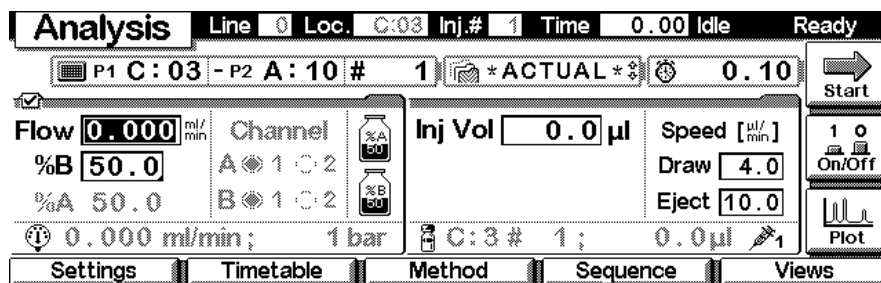 Analysis Line 0 Loc. C:03 Inj.# 1 Time 0.00 Idle Ready
P1 C:03 - P2 A:10 # 1 *ACTUAL* 0.10
Start
Flow 0.000 ml/min Channel %A 50 Inj Vol 0.0 µl Speed [µl/min]
1 0
On/Off
%B 50.0 A 1 2 Draw 4.0
%A 50.0 B 1 2 %B 50 Eject 10.0
Plot
0.000 ml/min; 1 bar C:3 # 1; 0.0µl 1
Settings Timetable Method Sequence Views